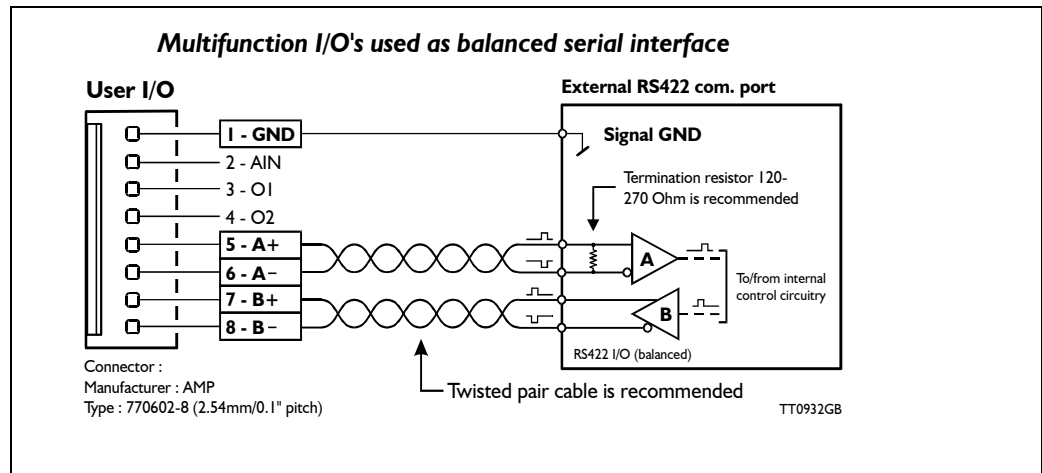 Multifunction I/O's used as balanced serial interface
User I/O
External RS422 com. port
1 - GND
2 - AIN
3 - O1
4 - O2
5 - A+
6 - A−
7 - B+
8 - B−
Signal GND
Termination resistor 120-
270 Ohm is recommended
A
B
To/from internal
control circuitry
RS422 I/O (balanced)
Connector :
Manufacturer : AMP
Type : 770602-8 (2.54mm/0.1" pitch)
Twisted pair cable is recommended
TT0932GB